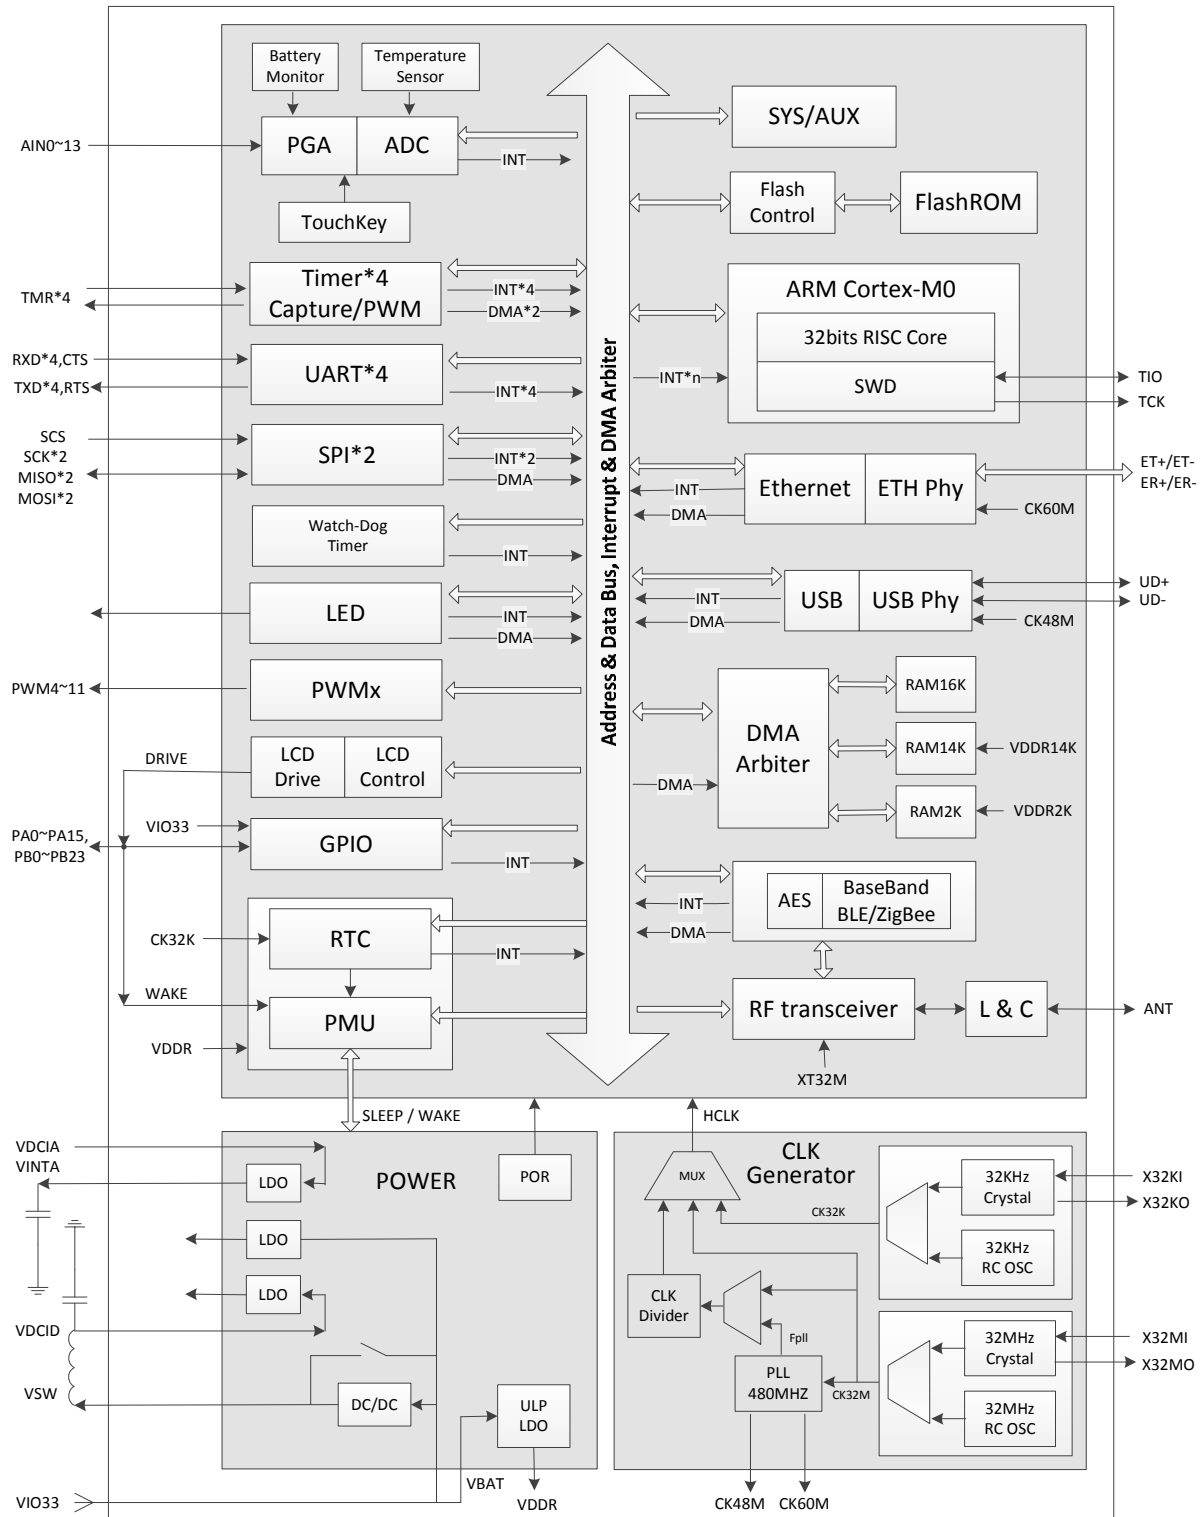 Battery
Monitor
Temperature
Sensor
AIN0~13
PGA
ADC
INT
TouchKey
TMR*4
Timer*4
Capture/PWM
INT*4
DMA*2
RXD*4,CTS
TXD*4,RTS
UART*4
INT*4
SCS
SCK*2
MISO*2
MOSI*2
SPI*2
INT*2
DMA
Watch-Dog
Timer
INT
LED
INT
DMA
PWM4~11
PWMx
DRIVE
LCD
Drive
LCD
Control
VIO33
PA0~PA15,
PB0~PB23
GPIO
INT
CK32K
RTC
INT
WAKE
PMU
VDDR
Address & Data Bus, Interrupt & DMA Arbiter
SYS/AUX
Flash
Control
FlashROM
ARM Cortex-M0
32bits RISC Core
SWD
INT*n
TIO
TCK
Ethernet
ETH Phy
INT
DMA
ET+/ET-
ER+/ER-
CK60M
USB
USB Phy
INT
DMA
UD+
UD-
CK48M
DMA
Arbiter
DMA
RAM16K
RAM14K
VDDR14K
RAM2K
VDDR2K
AES
BaseBand
BLE/ZigBee
INT
DMA
RF transceiver
L & C
ANT
XT32M
SLEEP / WAKE
HCLK
VDCIA
VINTA
LDO
POWER
POR
LDO
LDO
VDCID
VSW
DC/DC
ULP
LDO
VBAT
VDDR
VIO33
CLK
Generator
MUX
CK32K
32KHz
Crystal
X32KI
X32KO
32KHz
RC OSC
CLK
Divider
Fpll
PLL
480MHZ
CK32M
32MHz
Crystal
X32MI
X32MO
32MHz
RC OSC
CK48M
CK60M